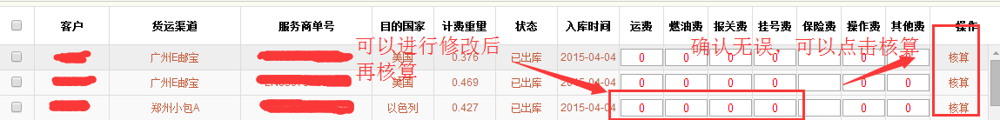 客户 货运渠道 服务商单号 目的国家 计费重量 状态 入库时间 运费 燃油费 报关费 挂号费 保险费 操作费 其他费 操作
可以进行修改后
再核算
确认无误，可以点击核算
广州E邮宝 美国 0.376 已出库 2015-04-04 0 0 0 0 0 0 核算
广州E邮宝 美国 0.469 已出库 2015-04-04 0 0 0 0 0 0 核算
郑州小包A 以色列 0.427 已出库 2015-04-04 0 0 0 0 0 0 核算